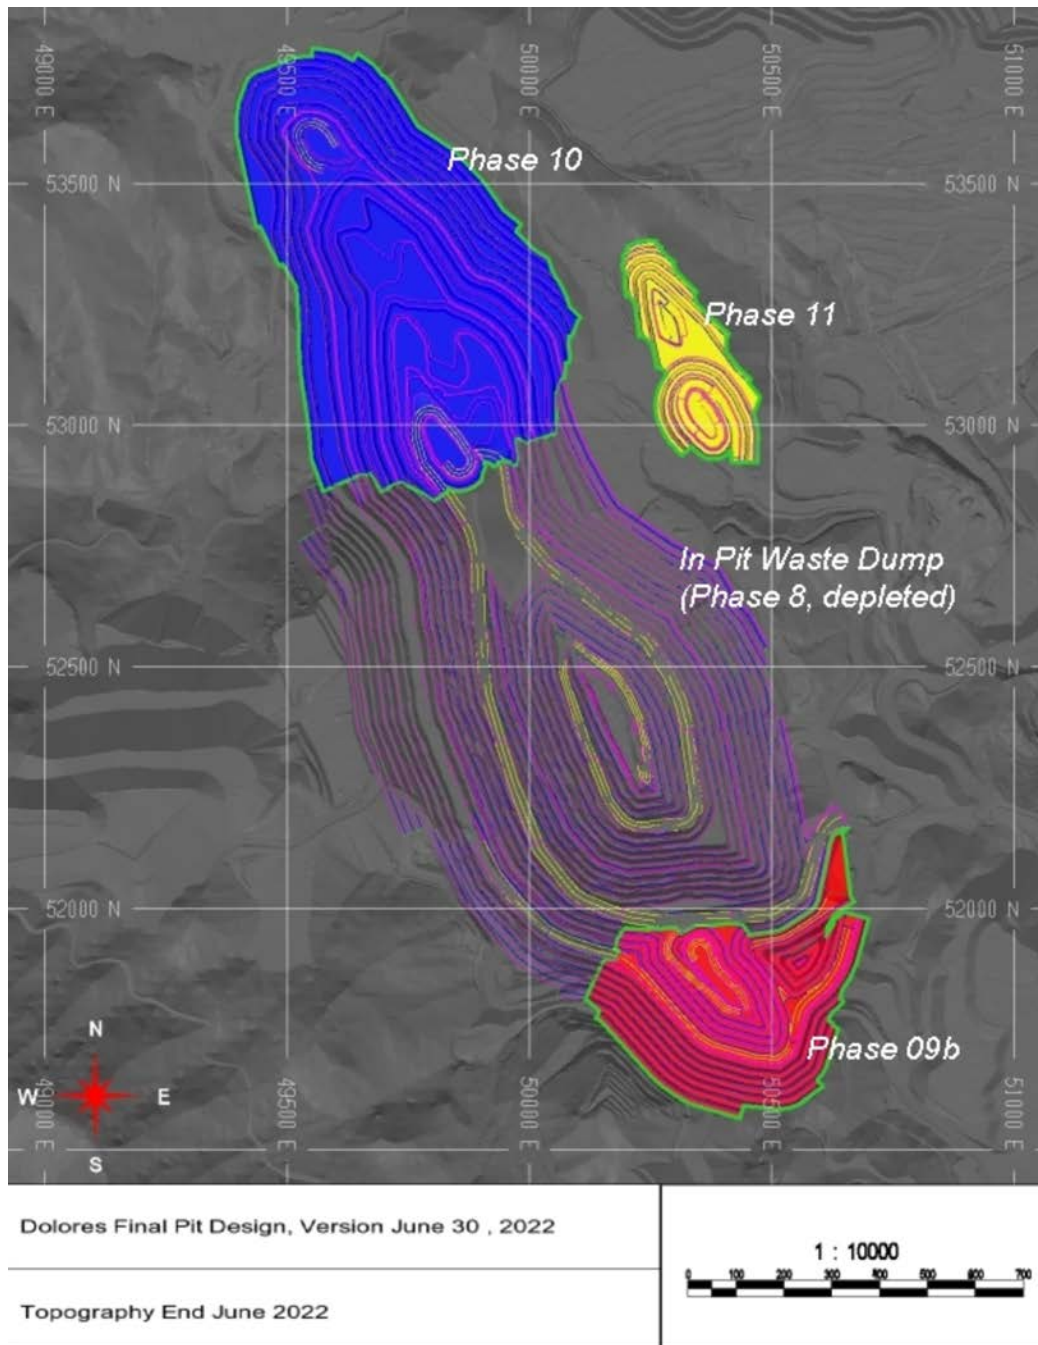 49000 E
49500 E
50000 E
50500 E
51000 E
Phase 10
53500 N
53500 N
Phase 11
53000 N
53000 N
In Pit Waste Dump
(Phase 8, depleted)
52500 N
52500 N
52000 N
52000 N
Phase 09b
N
W
E
S
49000 E
49500 E
50000 E
50500 E
51000 E
Dolores Final Pit Design, Version June 30 , 2022
1 : 10000
0 100 200 300 400 500 600 700
Topography End June 2022